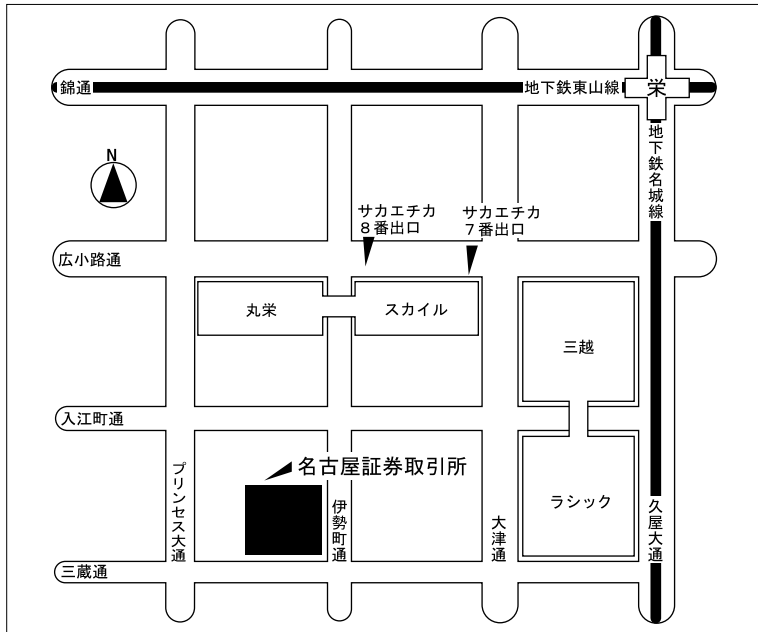 錦通
地下鉄東山線
栄
地下鉄名城線
N
サカエチカ
8番出口
サカエチカ
7番出口
広小路通
丸栄
スカイル
三越
入江町通
名古屋証券取引所
プリンセス大通
伊勢町通
大津通
ラシック
久屋大通
三蔵通